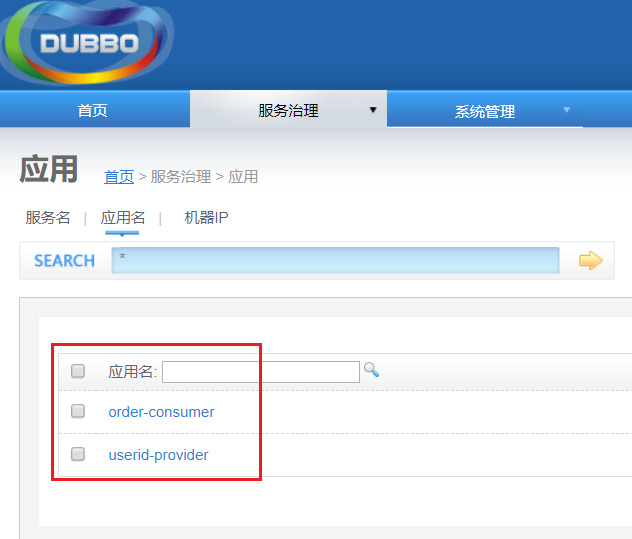 DUBBO
首页 服务治理 系统管理
应用 首页 > 服务治理 > 应用
服务名 | 应用名 | 机器IP
SEARCH *
应用名:
order-consumer
userid-provider